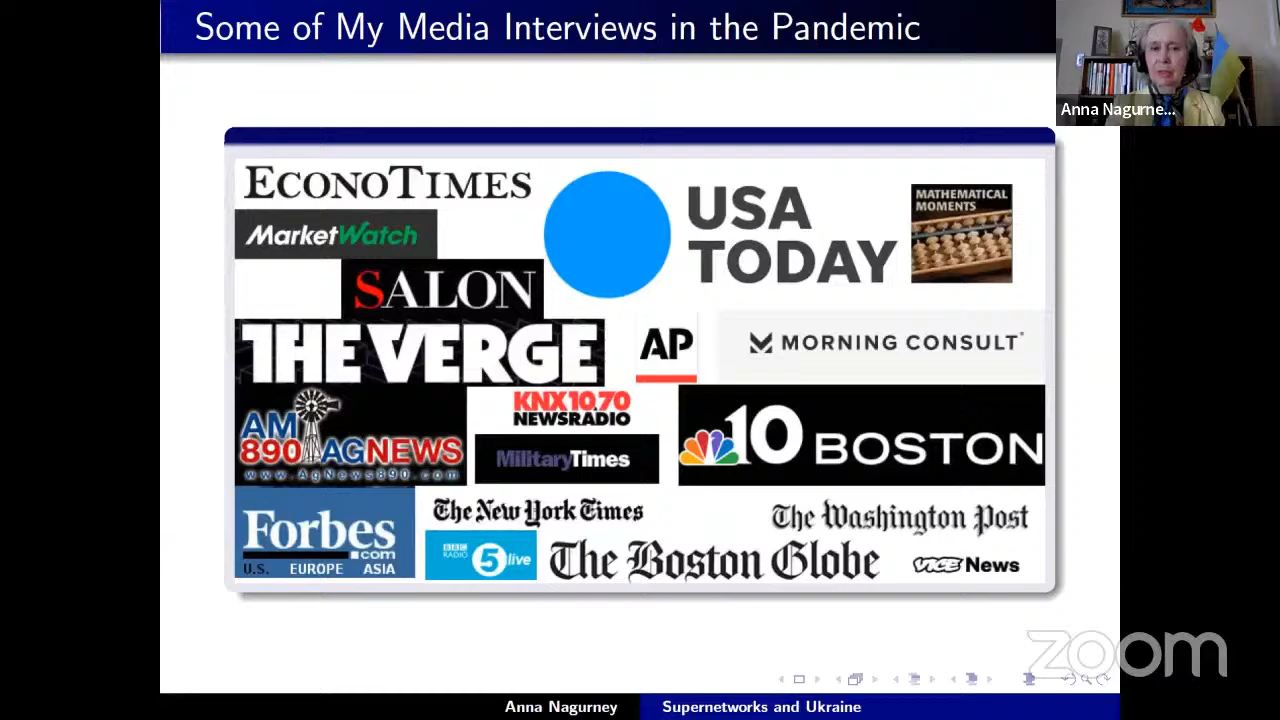 Some of My Media Interviews in the Pandemic
Anna Nagurne...
ECONOTIMES
MarketWatch
SALON
USA
TODAY
MATHEMATICAL
MOMENTS
THE VERGE
AP
MORNING CONSULT
AM
890 AGNEWS
www.AgNews890.com
KNX10.70
NEWSRADIO
MilitaryTimes
10 BOSTON
Forbes
.com
U.S. EUROPE ASIA
The New York Times
The Washington Post
BBC
RADIO
5 live
The Boston Globe
VICE News
zoom
Anna Nagurney
Supernetworks and Ukraine